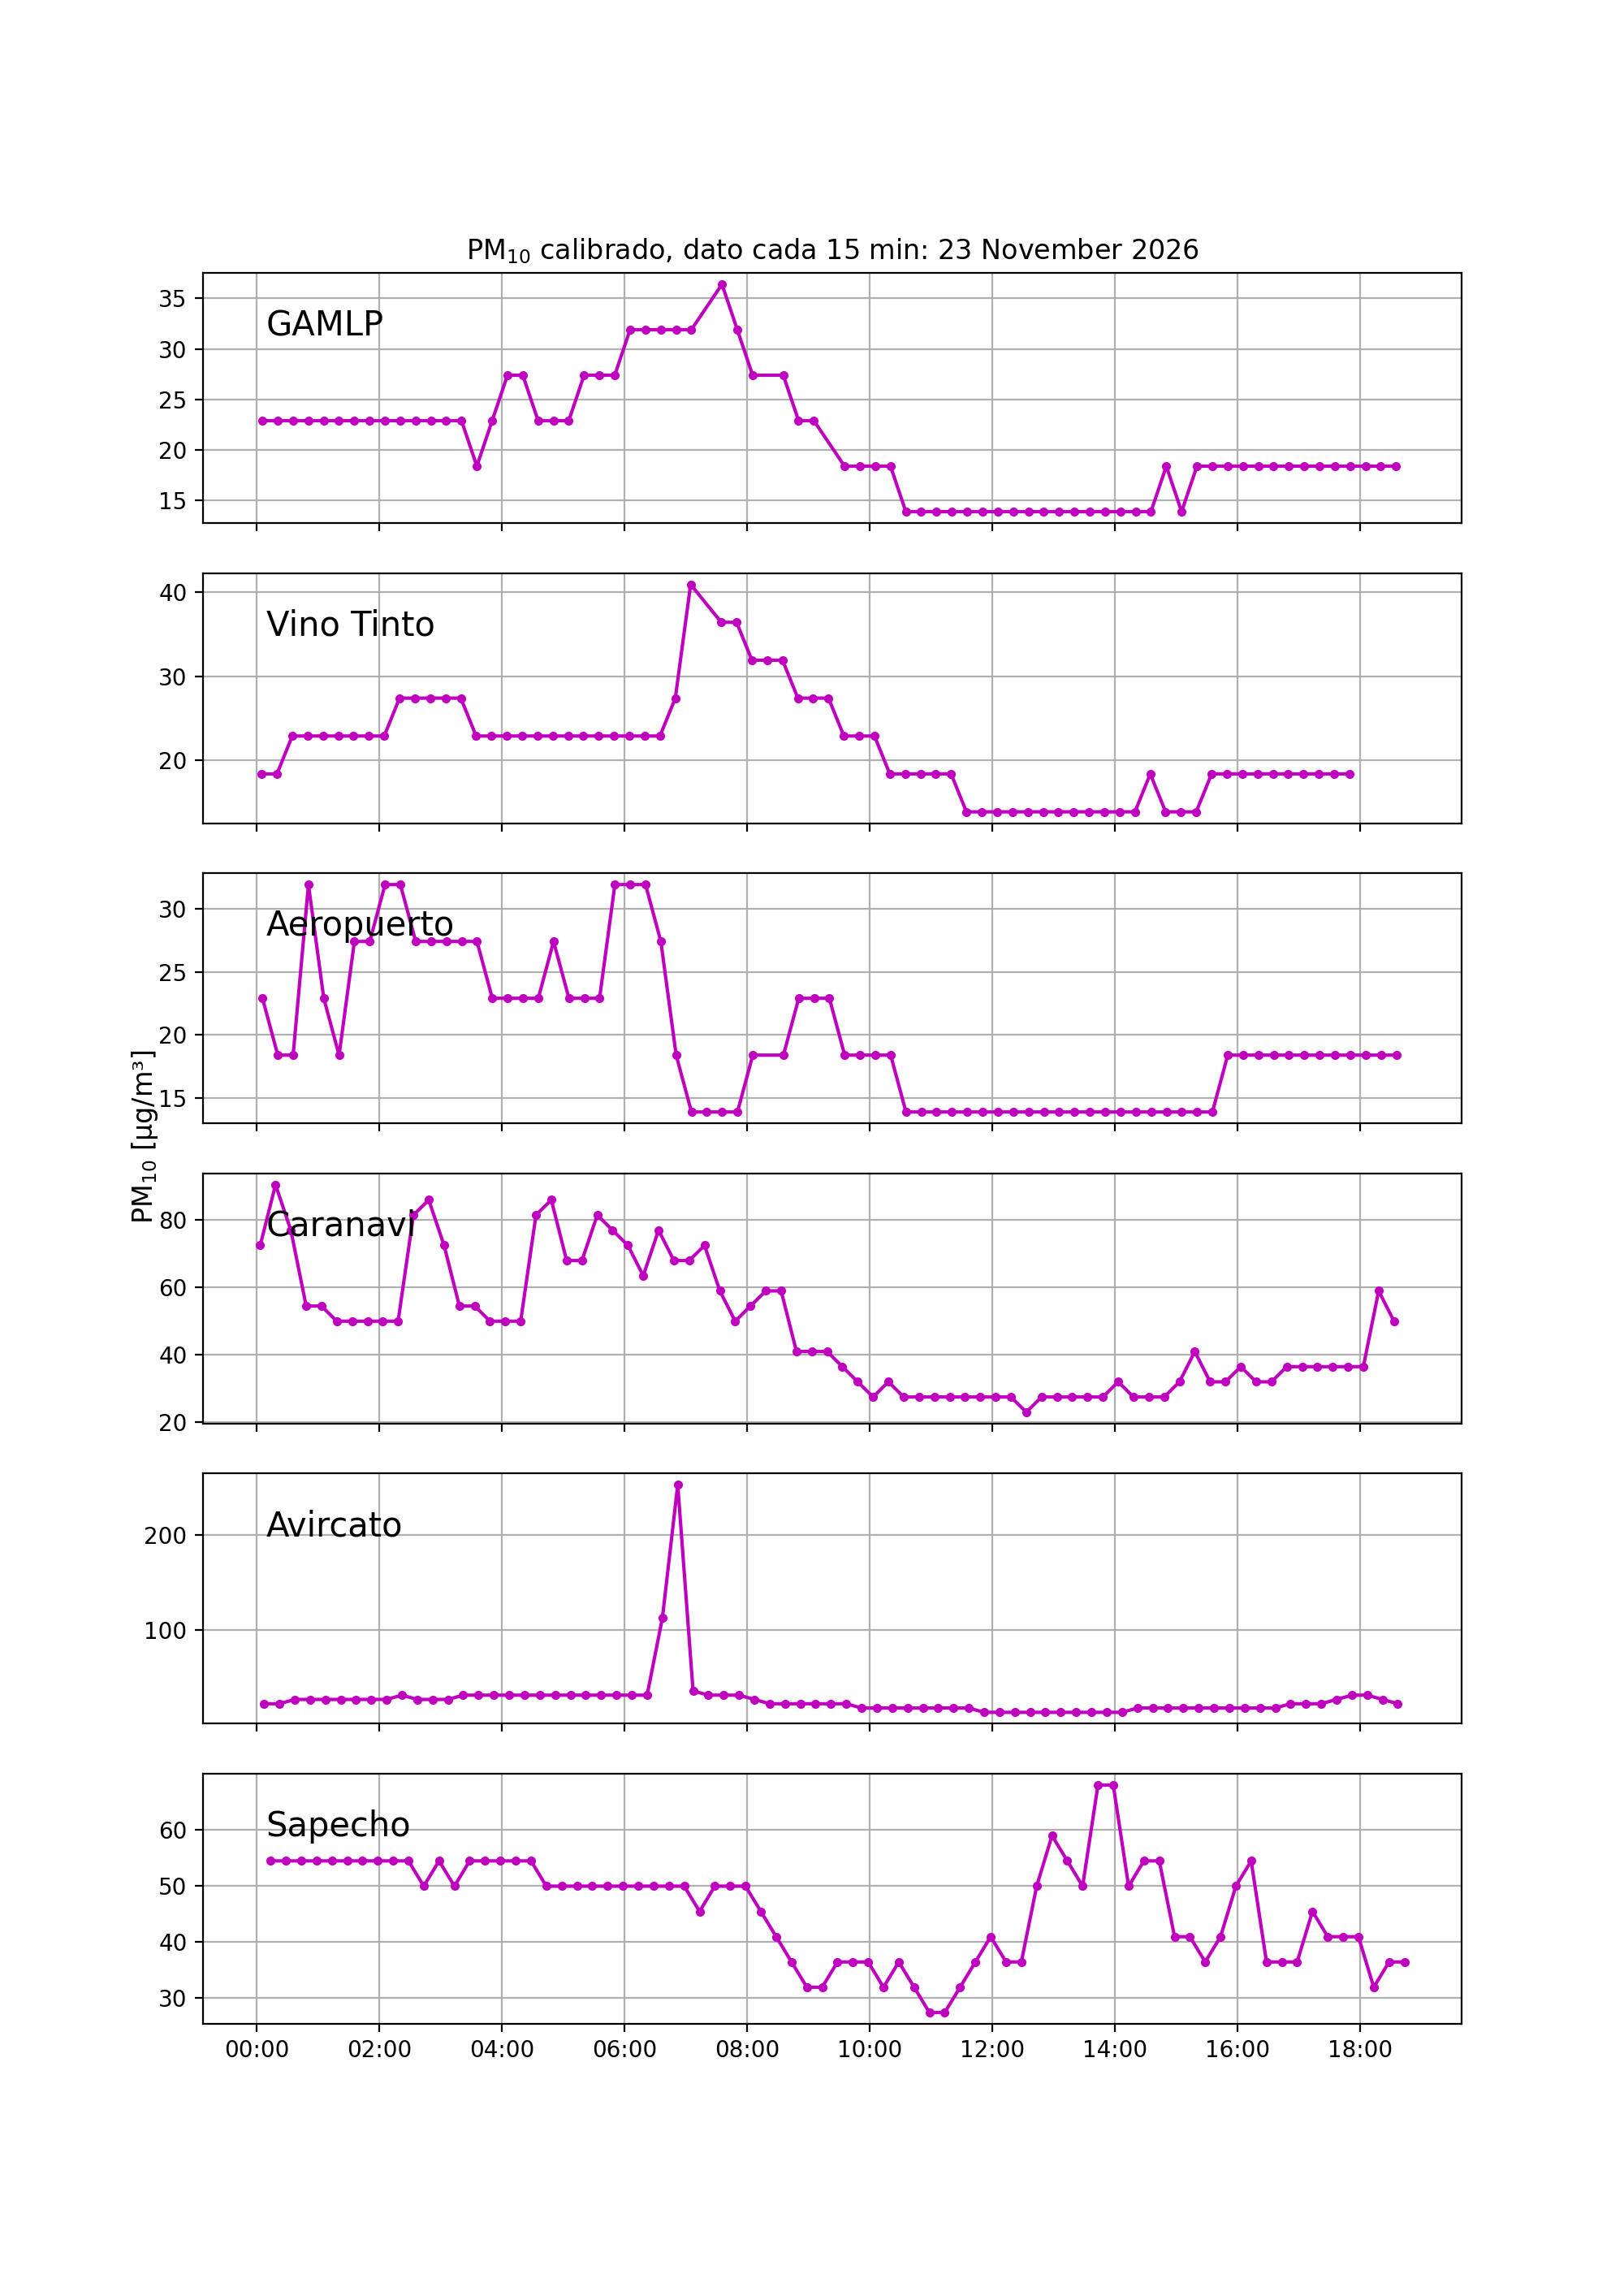 PM₁₀ calibrado, dato cada 15 min: 23 November 2026
35
GAMLP
30
25
20
15
40
Vino Tinto
30
20
30
Aeropuerto
25
20
15
PM₁₀ [µg/m³]
80
Caranavi
60
40
20
Avircato
200
100
Sapecho
60
50
40
30
00:00 02:00 04:00 06:00 08:00 10:00 12:00 14:00 16:00 18:00